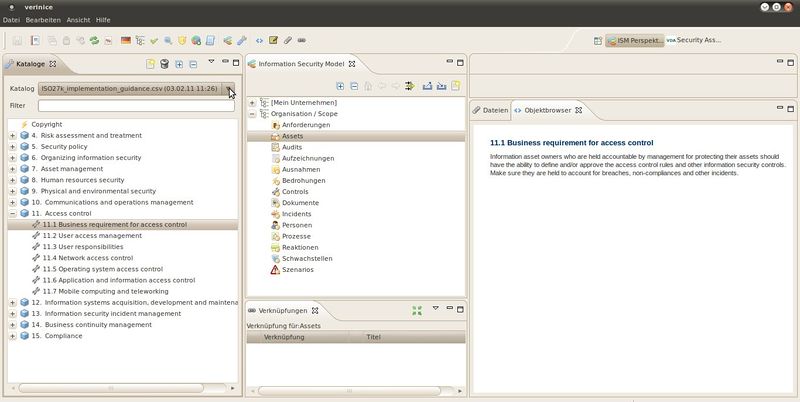 verinice
Datei Bearbeiten Ansicht Hilfe
ISM Perspekt...
VDA Security Ass...
Kataloge
Katalog ISO27k_implementation_guidance.csv (03.02.11 11:26)
Filter
Copyright
4. Risk assessment and treatment
5. Security policy
6. Organizing information security
7. Asset management
8. Human resources security
9. Physical and environmental security
10. Communications and operations management
11. Access control
11.1 Business requirement for access control
11.2 User access management
11.3 User responsibilities
11.4 Network access control
11.5 Operating system access control
11.6 Application and information access control
11.7 Mobile computing and teleworking
12. Information systems acquisition, development and maintena
13. Information security incident management
14. Business continuity management
15. Compliance
Information Security Model
[Mein Unternehmen]
Organisation / Scope
Anforderungen
Assets
Audits
Aufzeichnungen
Ausnahmen
Bedrohungen
Controls
Dokumente
Incidents
Personen
Prozesse
Reaktionen
Schwachstellen
Szenarios
Verknüpfungen
Verknüpfung für:Assets
Verknüpfung Titel
Dateien
Objektbrowser
11.1 Business requirement for access control
Information asset owners who are held accountable by management for protecting their assets should
have the ability to define and/or approve the access control rules and other information security controls.
Make sure they are held to account for breaches, non-compliances and other incidents.